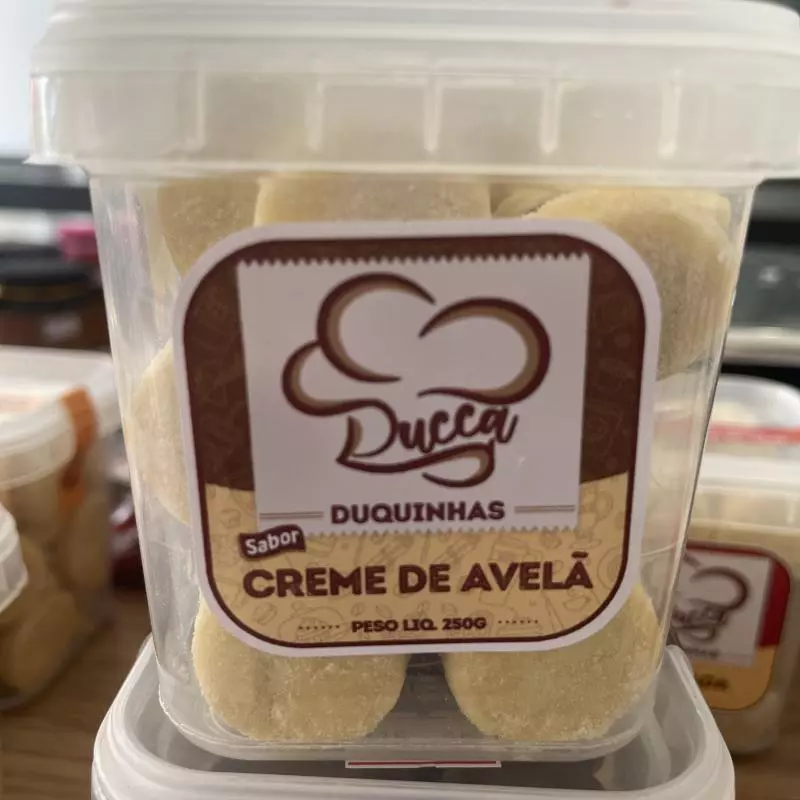 Ducca
DUQUINHAS
Sabor
CREME DE AVELÃ
PESO LIQ. 250G